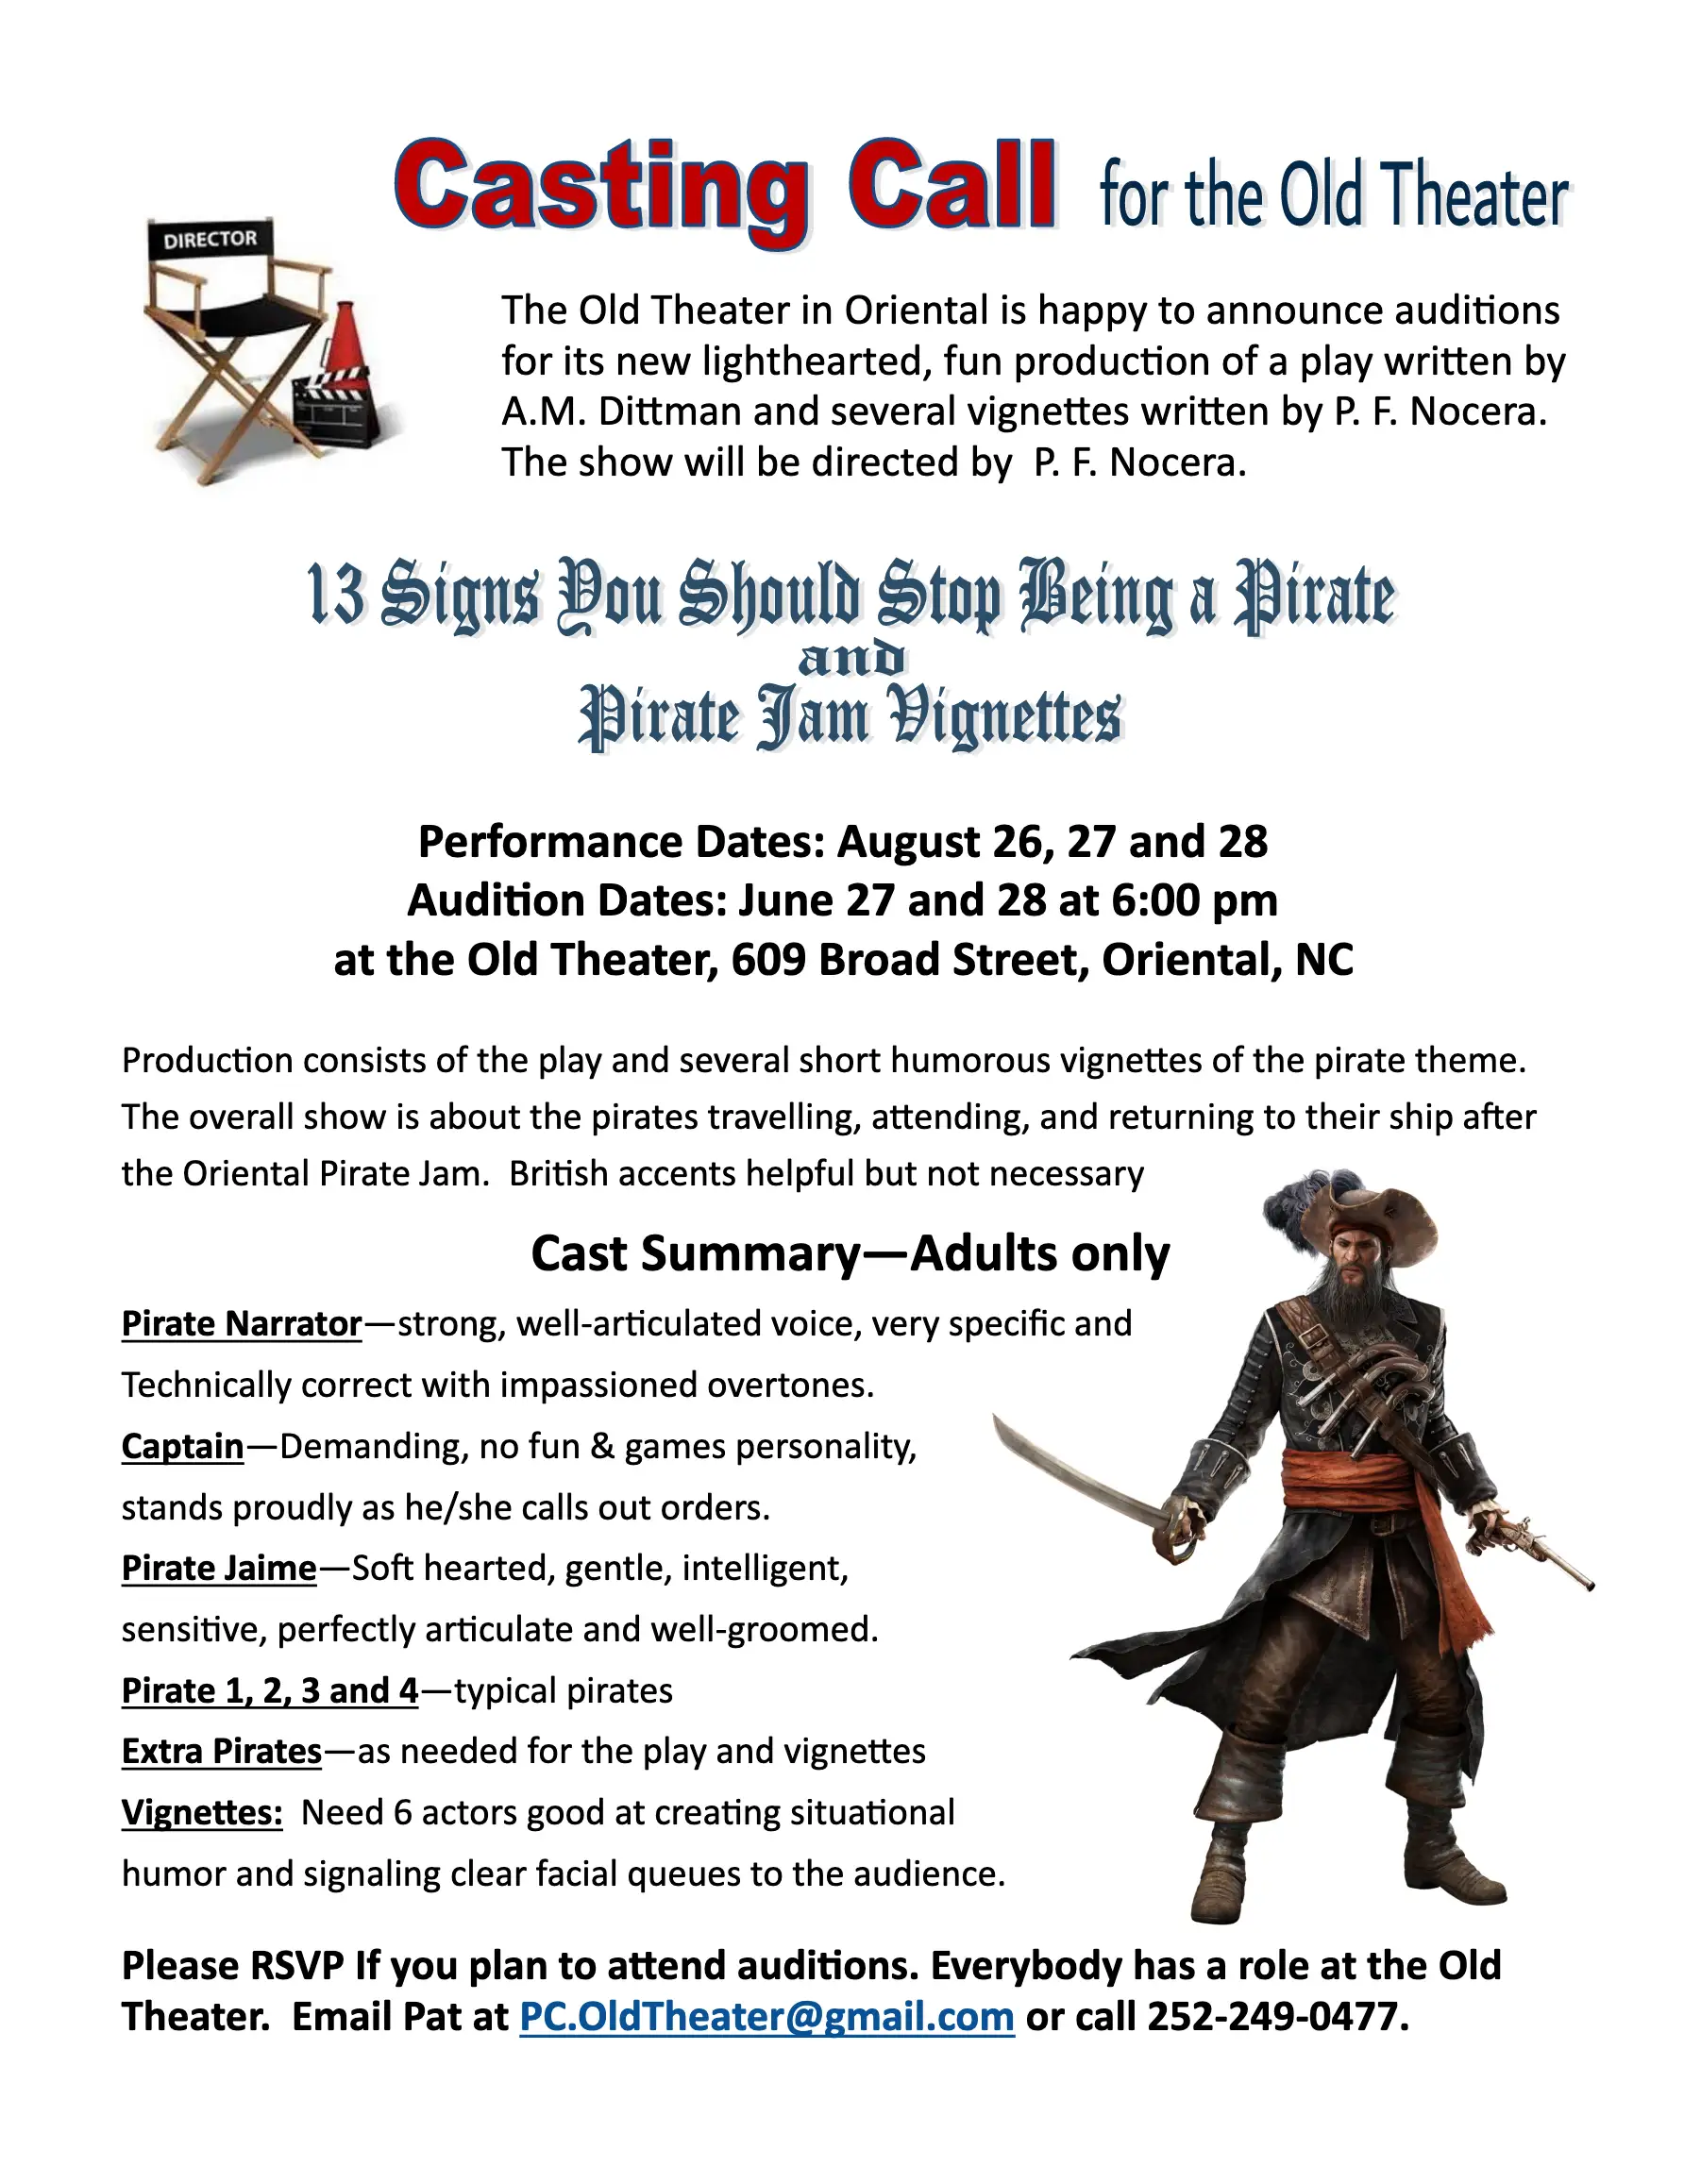 Casting Call for the Old Theater
DIRECTOR
The Old Theater in Oriental is happy to announce auditions
for its new lighthearted, fun production of a play written by
A.M. Dittman and several vignettes written by P. F. Nocera.
The show will be directed by  P. F. Nocera.
13 Signs You Should Stop Being a Pirate
and
Pirate Jam Vignettes
Performance Dates: August 26, 27 and 28
Audition Dates: June 27 and 28 at 6:00 pm
at the Old Theater, 609 Broad Street, Oriental, NC
Production consists of the play and several short humorous vignettes of the pirate theme.
The overall show is about the pirates travelling, attending, and returning to their ship after
the Oriental Pirate Jam.  British accents helpful but not necessary
Cast Summary—Adults only
Pirate Narrator—strong, well-articulated voice, very specific and
Technically correct with impassioned overtones.
Captain—Demanding, no fun & games personality,
stands proudly as he/she calls out orders.
Pirate Jaime—Soft hearted, gentle, intelligent,
sensitive, perfectly articulate and well-groomed.
Pirate 1, 2, 3 and 4—typical pirates
Extra Pirates—as needed for the play and vignettes
Vignettes:  Need 6 actors good at creating situational
humor and signaling clear facial queues to the audience.
Please RSVP If you plan to attend auditions. Everybody has a role at the Old
Theater.  Email Pat at PC.OldTheater@gmail.com or call 252-249-0477.